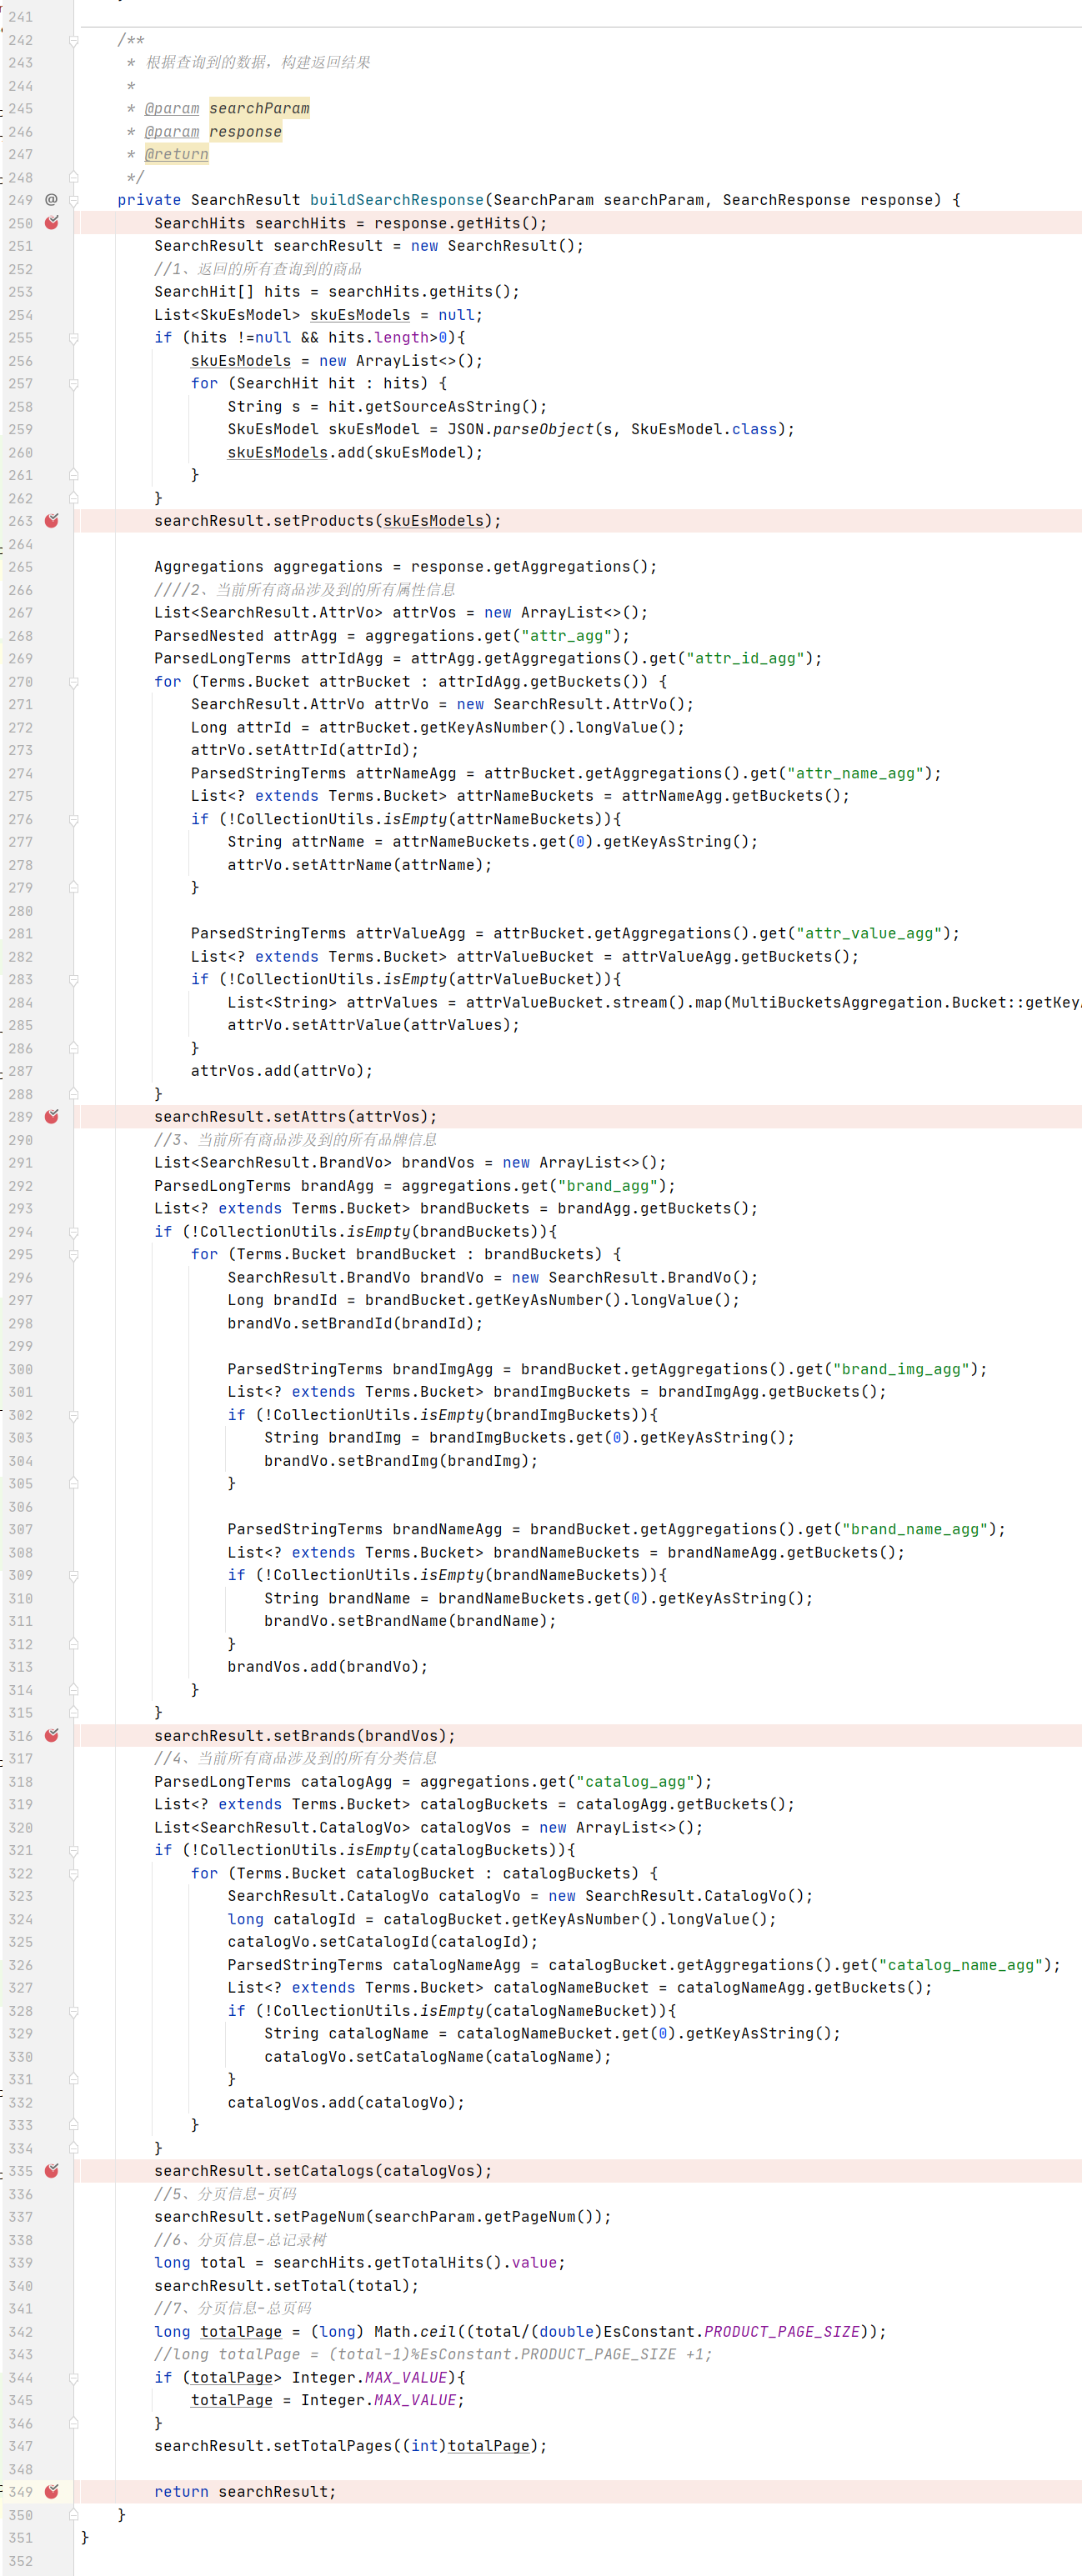 241
242 /**
243 * 根据查询到的数据，构建返回结果
244 *
245 * @param searchParam
246 * @param response
247 * @return
248 */
249 @ private SearchResult buildSearchResponse(SearchParam searchParam, SearchResponse response) {
250 SearchHits searchHits = response.getHits();
251 SearchResult searchResult = new SearchResult();
252 //1、返回的所有查询到的商品
253 SearchHit[] hits = searchHits.getHits();
254 List<SkuEsModel> skuEsModels = null;
255 if (hits !=null && hits.length>0){
256 skuEsModels = new ArrayList<>();
257 for (SearchHit hit : hits) {
258 String s = hit.getSourceAsString();
259 SkuEsModel skuEsModel = JSON.parseObject(s, SkuEsModel.class);
260 skuEsModels.add(skuEsModel);
261 }
262 }
263 searchResult.setProducts(skuEsModels);
264
265 Aggregations aggregations = response.getAggregations();
266 ////2、当前所有商品涉及到的所有属性信息
267 List<SearchResult.AttrVo> attrVos = new ArrayList<>();
268 ParsedNested attrAgg = aggregations.get("attr_agg");
269 ParsedLongTerms attrIdAgg = attrAgg.getAggregations().get("attr_id_agg");
270 for (Terms.Bucket attrBucket : attrIdAgg.getBuckets()) {
271 SearchResult.AttrVo attrVo = new SearchResult.AttrVo();
272 Long attrId = attrBucket.getKeyAsNumber().longValue();
273 attrVo.setAttrId(attrId);
274 ParsedStringTerms attrNameAgg = attrBucket.getAggregations().get("attr_name_agg");
275 List<? extends Terms.Bucket> attrNameBuckets = attrNameAgg.getBuckets();
276 if (!CollectionUtils.isEmpty(attrNameBuckets)){
277 String attrName = attrNameBuckets.get(0).getKeyAsString();
278 attrVo.setAttrName(attrName);
279 }
280
281 ParsedStringTerms attrValueAgg = attrBucket.getAggregations().get("attr_value_agg");
282 List<? extends Terms.Bucket> attrValueBucket = attrValueAgg.getBuckets();
283 if (!CollectionUtils.isEmpty(attrValueBucket)){
284 List<String> attrValues = attrValueBucket.stream().map(MultiBucketsAggregation.Bucket::getKey
285 attrVo.setAttrValue(attrValues);
286 }
287 attrVos.add(attrVo);
288 }
289 searchResult.setAttrs(attrVos);
290 //3、当前所有商品涉及到的所有品牌信息
291 List<SearchResult.BrandVo> brandVos = new ArrayList<>();
292 ParsedLongTerms brandAgg = aggregations.get("brand_agg");
293 List<? extends Terms.Bucket> brandBuckets = brandAgg.getBuckets();
294 if (!CollectionUtils.isEmpty(brandBuckets)){
295 for (Terms.Bucket brandBucket : brandBuckets) {
296 SearchResult.BrandVo brandVo = new SearchResult.BrandVo();
297 Long brandId = brandBucket.getKeyAsNumber().longValue();
298 brandVo.setBrandId(brandId);
299
300 ParsedStringTerms brandImgAgg = brandBucket.getAggregations().get("brand_img_agg");
301 List<? extends Terms.Bucket> brandImgBuckets = brandImgAgg.getBuckets();
302 if (!CollectionUtils.isEmpty(brandImgBuckets)){
303 String brandImg = brandImgBuckets.get(0).getKeyAsString();
304 brandVo.setBrandImg(brandImg);
305 }
306
307 ParsedStringTerms brandNameAgg = brandBucket.getAggregations().get("brand_name_agg");
308 List<? extends Terms.Bucket> brandNameBuckets = brandNameAgg.getBuckets();
309 if (!CollectionUtils.isEmpty(brandNameBuckets)){
310 String brandName = brandNameBuckets.get(0).getKeyAsString();
311 brandVo.setBrandName(brandName);
312 }
313 brandVos.add(brandVo);
314 }
315 }
316 searchResult.setBrands(brandVos);
317 //4、当前所有商品涉及到的所有分类信息
318 ParsedLongTerms catalogAgg = aggregations.get("catalog_agg");
319 List<? extends Terms.Bucket> catalogBuckets = catalogAgg.getBuckets();
320 List<SearchResult.CatalogVo> catalogVos = new ArrayList<>();
321 if (!CollectionUtils.isEmpty(catalogBuckets)){
322 for (Terms.Bucket catalogBucket : catalogBuckets) {
323 SearchResult.CatalogVo catalogVo = new SearchResult.CatalogVo();
324 long catalogId = catalogBucket.getKeyAsNumber().longValue();
325 catalogVo.setCatalogId(catalogId);
326 ParsedStringTerms catalogNameAgg = catalogBucket.getAggregations().get("catalog_name_agg");
327 List<? extends Terms.Bucket> catalogNameBucket = catalogNameAgg.getBuckets();
328 if (!CollectionUtils.isEmpty(catalogNameBucket)){
329 String catalogName = catalogNameBucket.get(0).getKeyAsString();
330 catalogVo.setCatalogName(catalogName);
331 }
332 catalogVos.add(catalogVo);
333 }
334 }
335 searchResult.setCatalogs(catalogVos);
336 //5、分页信息-页码
337 searchResult.setPageNum(searchParam.getPageNum());
338 //6、分页信息-总记录树
339 long total = searchHits.getTotalHits().value;
340 searchResult.setTotal(total);
341 //7、分页信息-总页码
342 long totalPage = (long) Math.ceil((total/(double)EsConstant.PRODUCT_PAGE_SIZE));
343 //long totalPage = (total-1)%EsConstant.PRODUCT_PAGE_SIZE +1;
344 if (totalPage> Integer.MAX_VALUE){
345 totalPage = Integer.MAX_VALUE;
346 }
347 searchResult.setTotalPages((int)totalPage);
348
349 return searchResult;
350 }
351 }
352